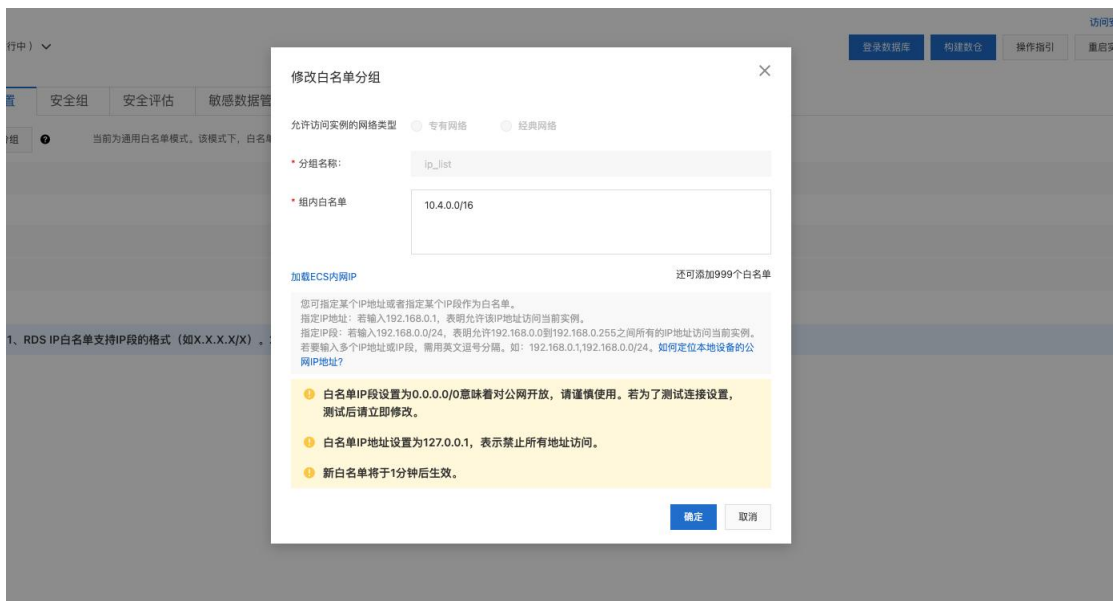 访问
行中）
登录数据库
构建数仓
操作指引
重启
置
安全组
安全评估
敏感数据管
组
当前为通用白名单模式，该模式下，白名
1、RDS IP白名单支持IP段的格式（如X.X.X.X/X）。
修改白名单分组
允许访问实例的网络类型
专有网络
经典网络
* 分组名称：
ip_list
* 组内白名单
10.4.0.0/16
加载ECS内网IP
还可添加999个白名单
您可指定某个IP地址或者指定某个IP段作为白名单。
指定IP地址：若输入192.168.0.1，表明允许该IP地址访问当前实例。
指定IP段：若输入192.168.0.0/24，表明允许192.168.0.0到192.168.0.255之间所有的IP地址访问当前实例。
若要输入多个IP地址或IP段，需用英文逗号分隔。如：192.168.0.1,192.168.0.0/24。如何定位本地设备的公
网IP地址?
白名单IP段设置为0.0.0.0/0意味着对公网开放，请谨慎使用。若为了测试连接设置，
测试后请立即修改。
白名单IP地址设置为127.0.0.1，表示禁止所有地址访问。
新白名单将于1分钟后生效。
确定
取消